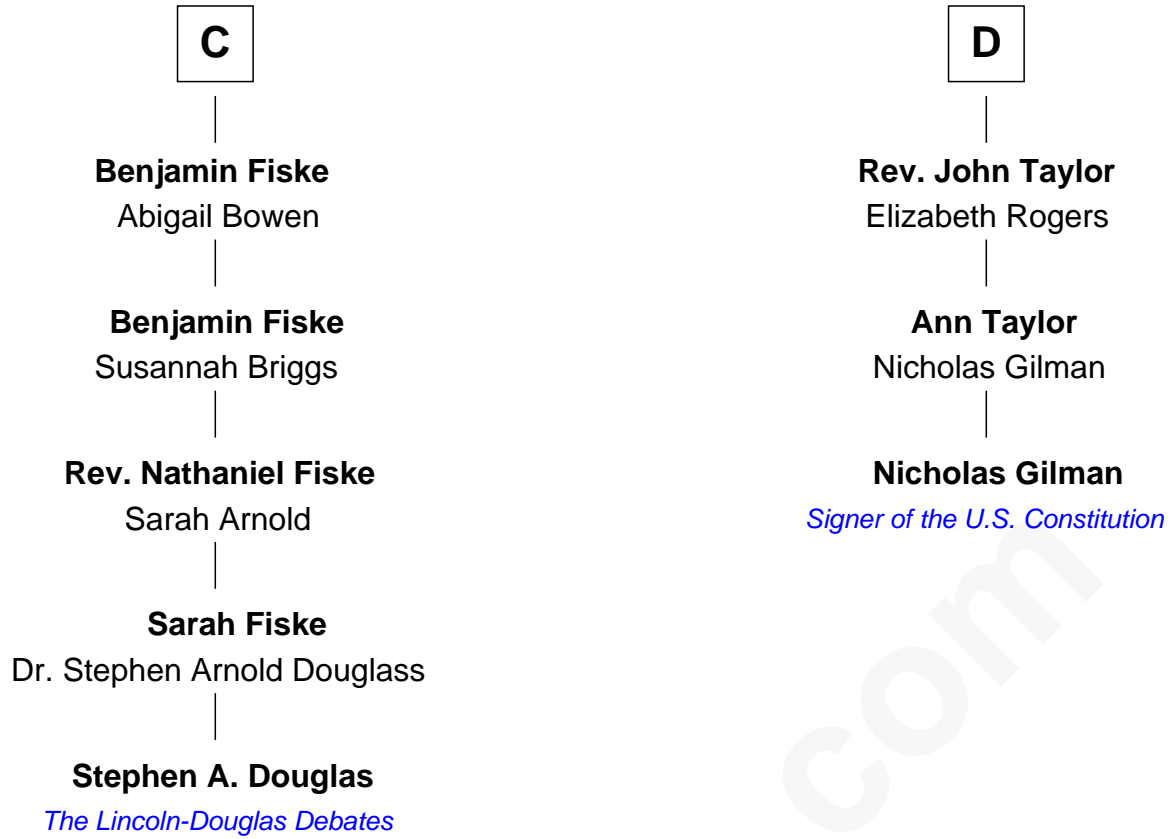 C
Benjamin Fiske
Abigail Bowen
Benjamin Fiske
Susannah Briggs
Rev. Nathaniel Fiske
Sarah Arnold
Sarah Fiske
Dr. Stephen Arnold Douglass
Stephen A. Douglas
The Lincoln-Douglas Debates
D
Rev. John Taylor
Elizabeth Rogers
Ann Taylor
Nicholas Gilman
Nicholas Gilman
Signer of the U.S. Constitution
com